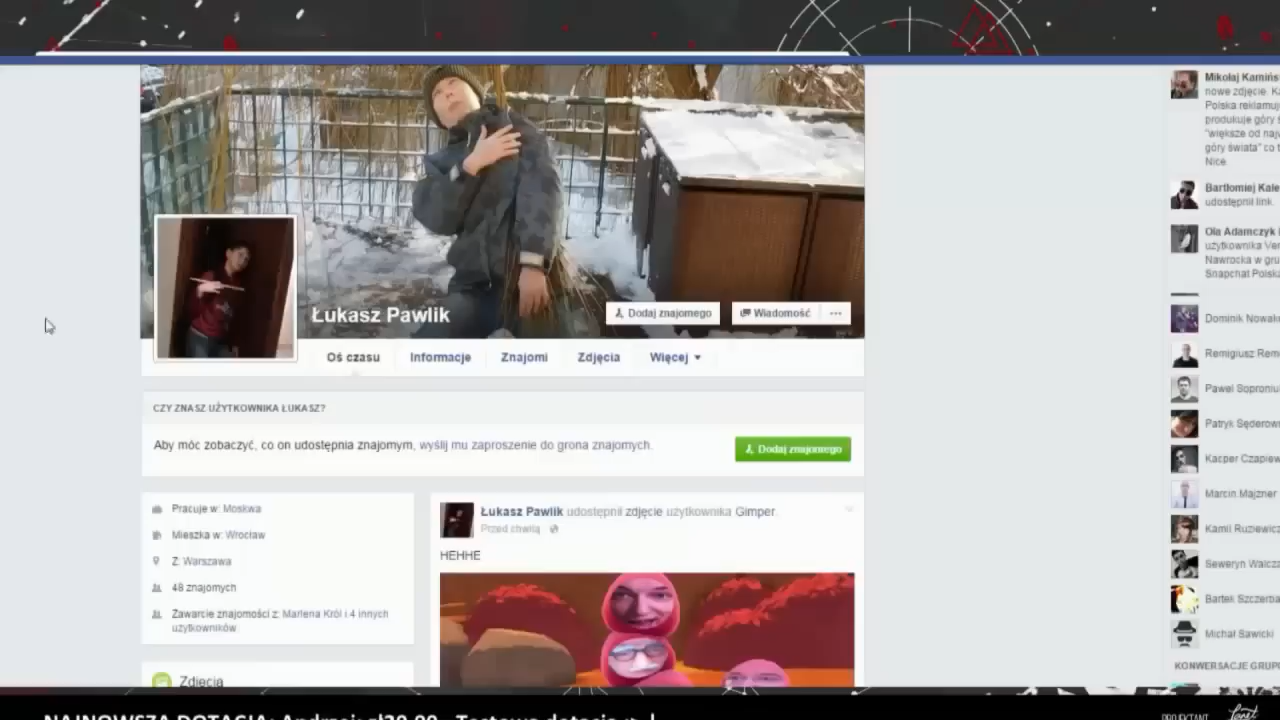 Łukasz Pawlik
Dodaj znajomego
Wiadomość
...
Oś czasu
Informacje
Znajomi
Zdjęcia
Więcej
CZY ZNASZ UŻYTKOWNIKA ŁUKASZ?
Aby móc zobaczyć, co on udostępnia znajomym, wyślij mu zaproszenie do grona znajomych.
Dodaj znajomego
Pracuje w: Moskwa
Mieszka w: Wrocław
Z: Warszawa
48 znajomych
Zawarcie znajomości z: Marlena Król i 4 innych
użytkowników
Zdjęcia
Łukasz Pawlik udostępnił zdjęcie użytkownika Gimper.
Przed chwilą
HEHHE
Mikołaj Kamińs
nowe zdjęcie. Ka
Polska reklamuj
produkuje góry s
"większe od naj
góry świata" co t
Nice.
Bartłomiej Kale
udostępnił link.
Ola Adamczyk i
użytkownika Ver
Nawrocka w gru
Snapchat Polska
Dominik Nowak
Remigiusz Rem
Paweł Soproniu
Patryk Sęderow
Kacper Czapiew
Marcin Majzner
Kamil Ruziewicz
Seweryn Walcza
Bartek Szczerba
Michał Sawicki
KONWERSACJE GRUP
NAJNOWSZA DOTACJA: Andrzej: zł20.00 - Testowa dotacja
PROJEKTANT